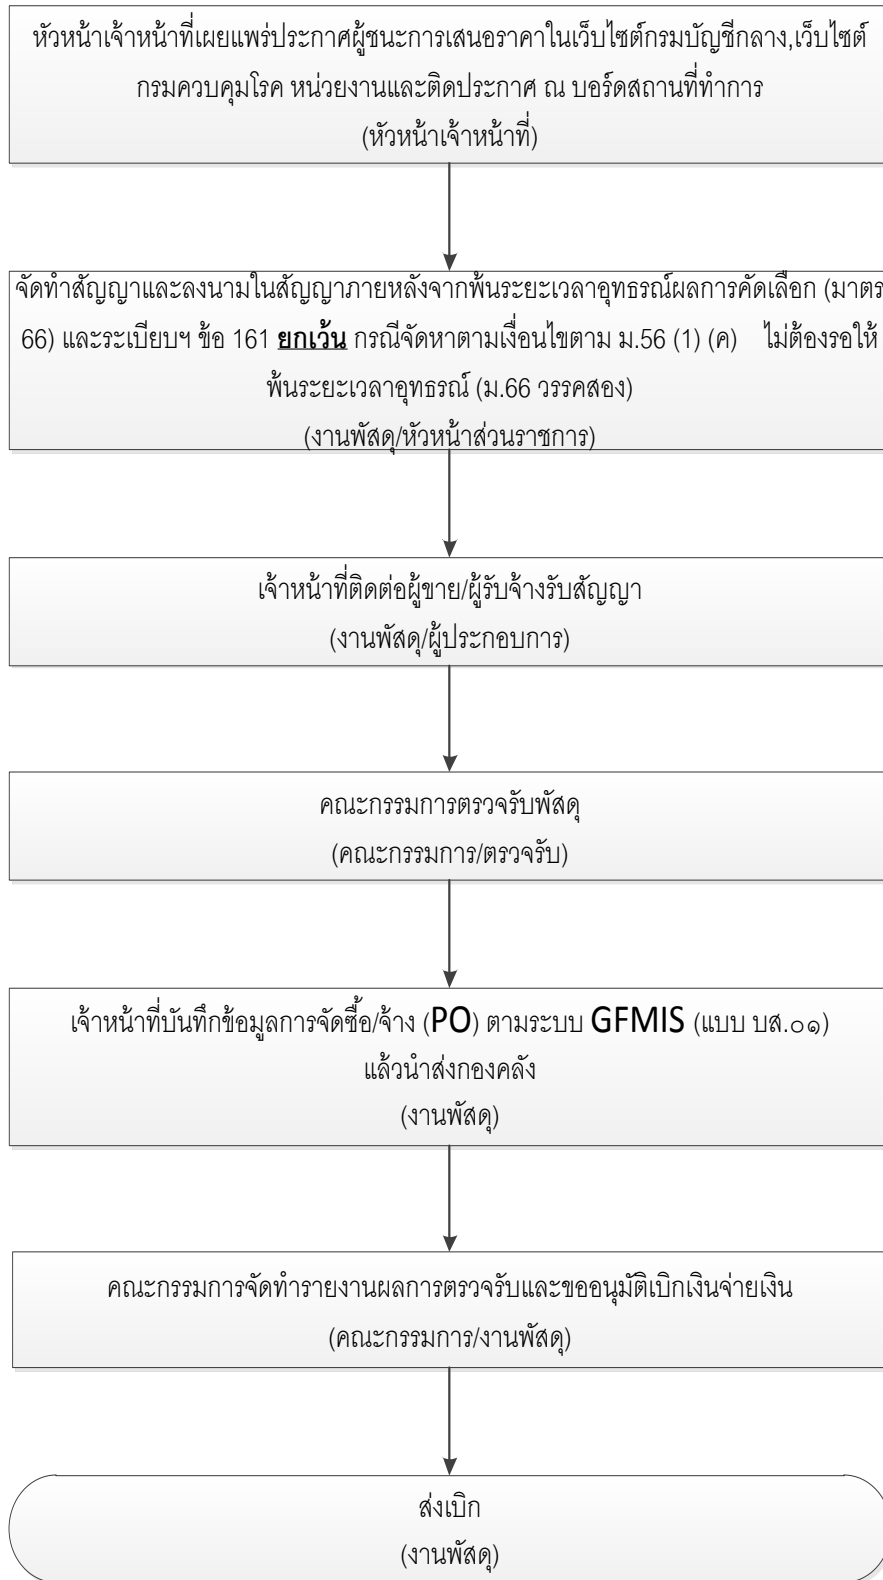 หัวหน้าเจ้าหน้าที่เผยแพร่ประกาศผู้ชนะการเสนอราคาในเว็บไซต์กรมบัญชีกลาง,เว็บไซต์
กรมควบคุมโรค หน่วยงานและติดประกาศ ณ บอร์ดสถานที่ทำการ
(หัวหน้าเจ้าหน้าที่)
จัดทำสัญญาและลงนามในสัญญาภายหลังจากพ้นระยะเวลาอุทธรณ์ผลการคัดเลือก (มาตร
66) และระเบียบฯ ข้อ 161 ยกเว้น กรณีจัดหาตามเงื่อนไขตาม ม.56 (1) (ค) ไม่ต้องรอให้
พ้นระยะเวลาอุทธรณ์ (ม.66 วรรคสอง)
(งานพัสดุ/หัวหน้าส่วนราชการ)
เจ้าหน้าที่ติดต่อผู้ขาย/ผู้รับจ้างรับสัญญา
(งานพัสดุ/ผู้ประกอบการ)
คณะกรรมการตรวจรับพัสดุ
(คณะกรรมการ/ตรวจรับ)
เจ้าหน้าที่บันทึกข้อมูลการจัดซื้อ/จ้าง (PO) ตามระบบ GFMIS (แบบ บส.๐๑)
แล้วนำส่งกองคลัง
(งานพัสดุ)
คณะกรรมการจัดทำรายงานผลการตรวจรับและขออนุมัติเบิกเงินจ่ายเงิน
(คณะกรรมการ/งานพัสดุ)
ส่งเบิก
(งานพัสดุ)